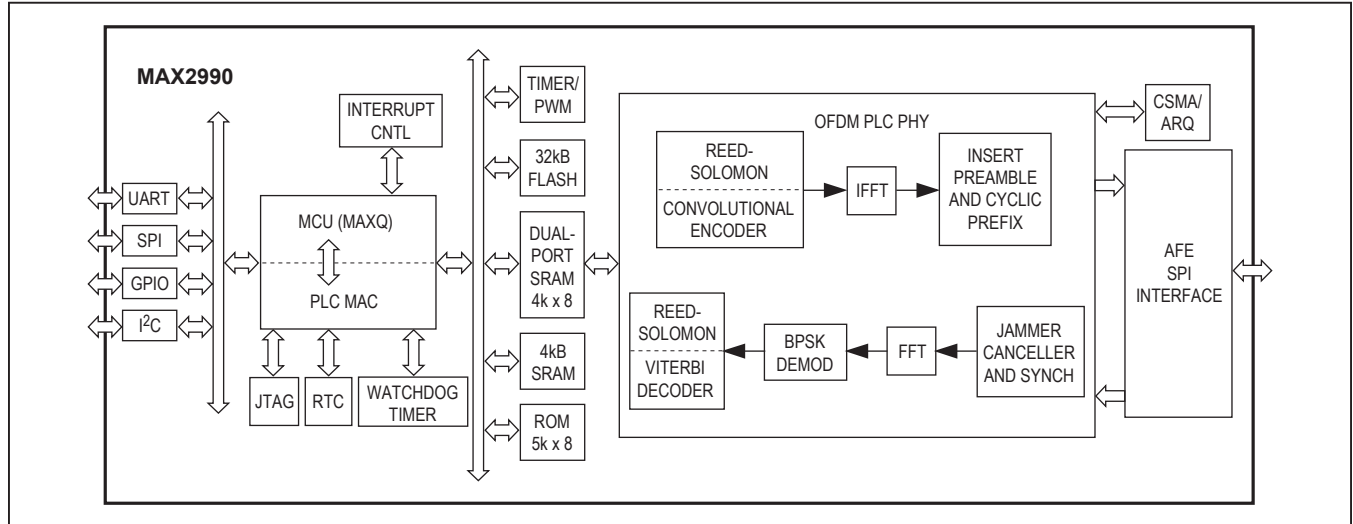 MAX2990
UART
SPI
GPIO
I²C
INTERRUPT
CNTL
MCU (MAXQ)
PLC MAC
JTAG
RTC
WATCHDOG
TIMER
TIMER/
PWM
32kB
FLASH
DUAL-
PORT
SRAM
4k x 8
4kB
SRAM
ROM
5k x 8
OFDM PLC PHY
REED-
SOLOMON
CONVOLUTIONAL
ENCODER
IFFT
INSERT
PREAMBLE
AND CYCLIC
PREFIX
REED-
SOLOMON
VITERBI
DECODER
BPSK
DEMOD
FFT
JAMMER
CANCELLER
AND SYNCH
CSMA/
ARQ
AFE
SPI
INTERFACE